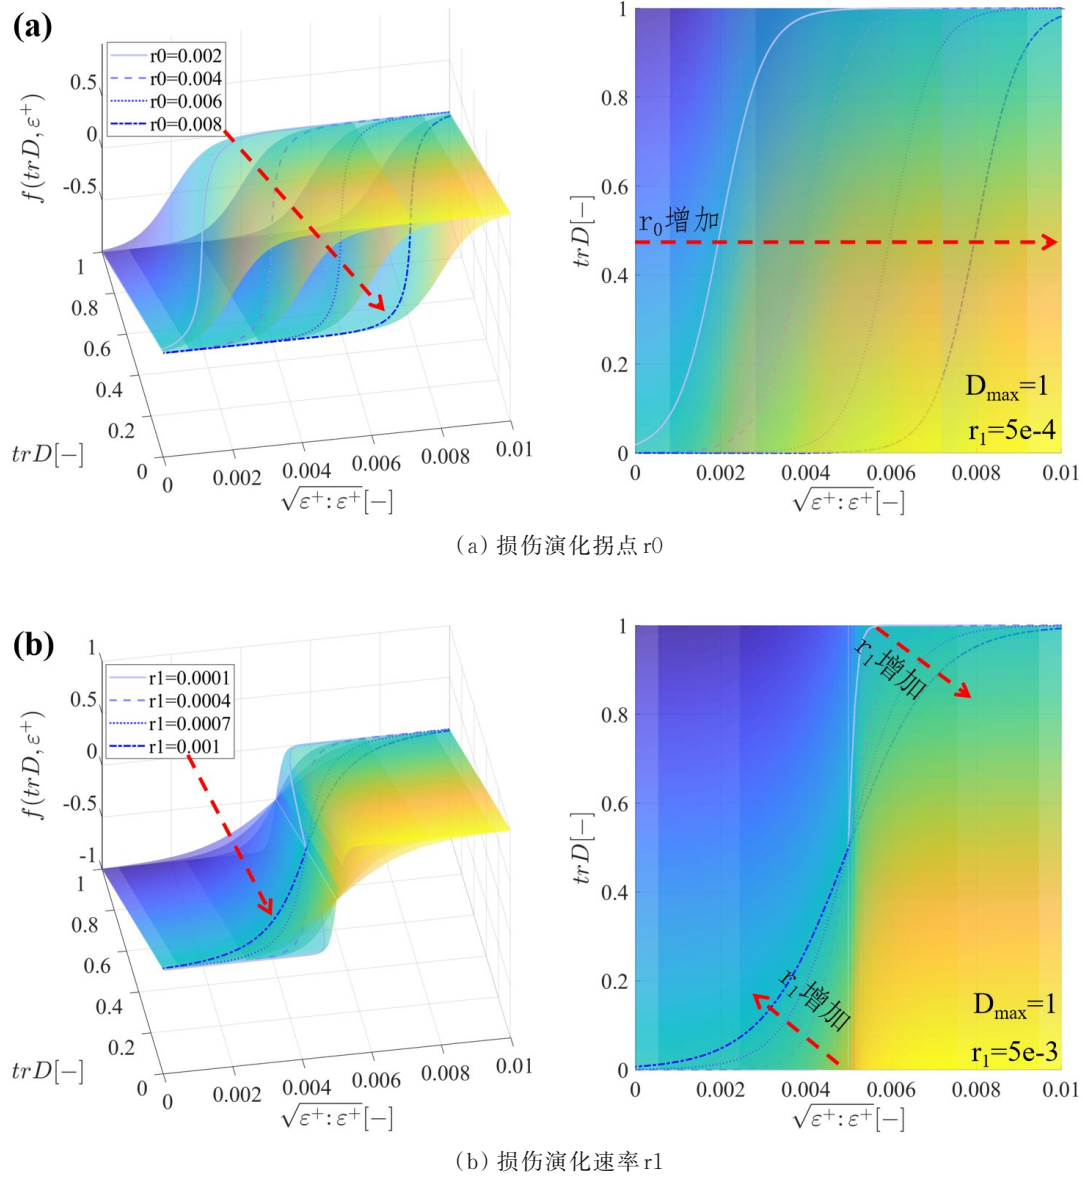 (a)
r0=0.002
r0=0.004
r0=0.006
r0=0.008
f(trD, ε⁺)
0.5
0
-0.5
1
0.8
0.6
0.4
0.2
0
trD[−]
0
0.002
0.004
0.006
0.008
0.01
√ε⁺:ε⁺[−]
1
0.8
0.6
0.4
0.2
0
trD[−]
r₀增加
Dmax=1
r₁=5e-4
0
0.002
0.004
0.006
0.008
0.01
√ε⁺:ε⁺[−]
(a) 损伤演化拐点 r0
(b)
r1=0.0001
r1=0.0004
r1=0.0007
r1=0.001
f(trD, ε⁺)
1
0.5
0
-0.5
-1
1
0.8
0.6
0.4
0.2
0
trD[−]
0
0.002
0.004
0.006
0.008
0.01
√ε⁺:ε⁺[−]
1
0.8
0.6
0.4
0.2
0
trD[−]
r₁增加
r₁增加
Dmax=1
r₁=5e-3
0
0.002
0.004
0.006
0.008
0.01
√ε⁺:ε⁺[−]
(b) 损伤演化速率 r1